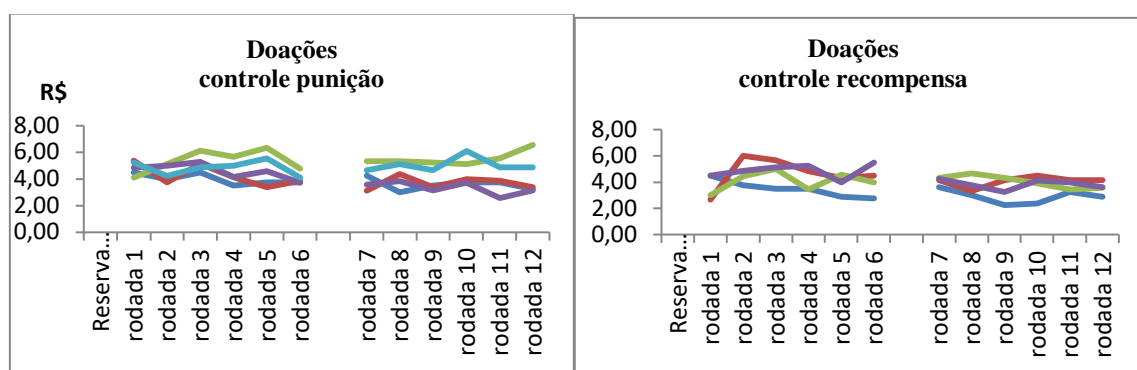 Doações
controle punição
R$
8,00
6,00
4,00
2,00
0,00
Reserva...
rodada 1
rodada 2
rodada 3
rodada 4
rodada 5
rodada 6
rodada 7
rodada 8
rodada 9
rodada 10
rodada 11
rodada 12
Doações
controle recompensa
8,00
6,00
4,00
2,00
0,00
Reserva...
rodada 1
rodada 2
rodada 3
rodada 4
rodada 5
rodada 6
rodada 7
rodada 8
rodada 9
rodada 10
rodada 11
rodada 12